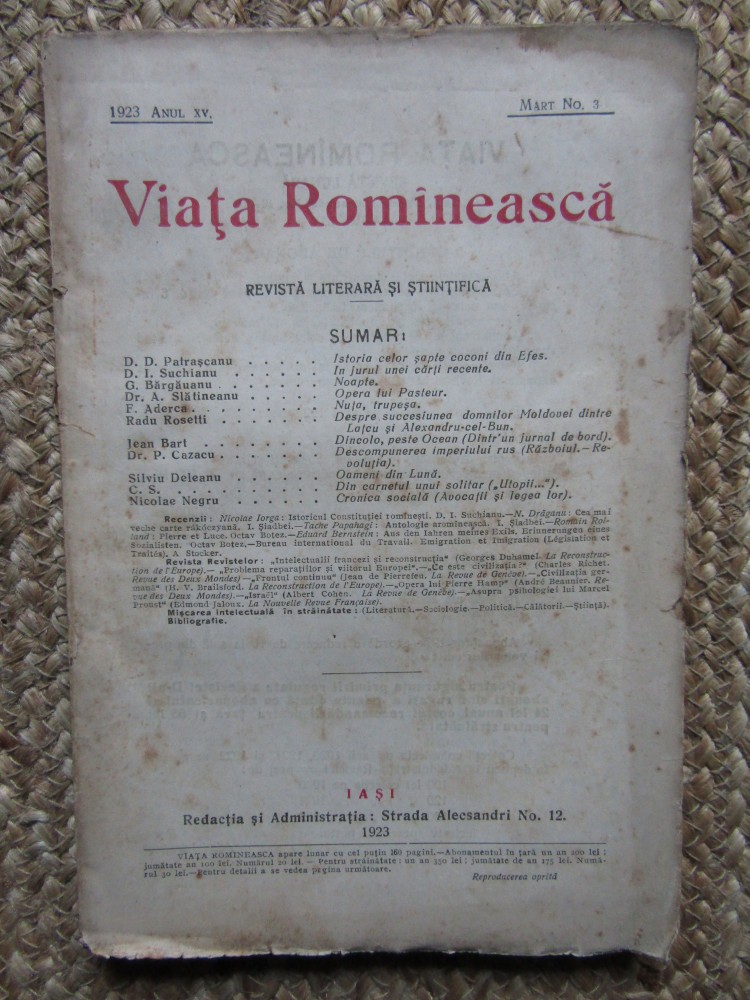 1923 ANUL XV.
MART No. 3
Viaţa Romînească
REVISTĂ LITERARĂ ŞI ŞTIINŢIFICĂ
SUMAR:
D. D. Patraşcanu . . . . . Istoria celor şapte coconi din Efes.
D. I. Suchianu . . . . . . In jurul unei cărţi recente.
G. Bărgăuanu . . . . . . . Noapte.
Dr. A. Slătineanu . . . . . Opera lui Pasteur.
F. Aderca . . . . . . . . Nuţa, trupeşa.
Radu Rosetti . . . . . . . Despre succesiunea domnilor Moldovei dintre
Laţcu şi Alexandru-cel-Bun.
Jean Bart . . . . . . . Dincolo, peste Ocean (Dintr'un jurnal de bord).
Dr. P. Cazacu . . . . . . . Descompunerea imperiului rus (Războiul.—Re-
voluţia).
Silviu Deleanu . . . . . . Oameni din Lună.
C. S. . . . . . . . . . . Din carnetul unui solitar („Utopii...“).
Nicolae Negru . . . . . . Cronica socială (Avocaţii şi legea lor).
Recenzii: Nicolae Iorga: Istoricul Constituţiei romîneşti. D. I. Suchianu.—N. Drăganu: Cea mai
veche carte rákóczyană. I. Şiadbei.—Tache Papahagi: Antologie aromînească. I. Şiadbei.—Romain Rol-
land: Pierre et Luce. Octav Botez.—Eduard Bernstein: Aus den Iahren meines Exils. Erinnerungen eines
Sozialisten. Octav Botez.—Bureau International du Travail. Emigration et Imigration (Législation et
Traités). A Stocker.
Revista Revistelor: „Intelectualii francezi şi reconstrucţia“ (Georges Duhamel. La Reconstruc-
tion de l'Europe).— „Problema reparaţiilor şi viitorul Europei“.—„Ce este civilisaţia?“ (Charles Richet.
Revue des Deux Mondes)—„Frontul continuu“ (Jean de Pierrefeu. La Revue de Genève).—„Civilisaţia ger-
mană“ (H. V. Brailsford. La Reconstruction de l'Europe).—„Opera lui Pierre Hamp“ (André Beaunier. Re-
vue des Deux Mondes).—„Israël“ (Albert Cohen. La Revue de Genève).—„Asupra psihologiei lui Marcel
Proust“ (Edmond Jaloux. La Nouvelle Revue Française).
Mişcarea intelectuală în străinătate: (Literatură.—Sociologie.—Politică.—Călătorii.—Ştiinţă).
Bibliografie.
IAŞI
Redacţia şi Administraţia: Strada Alecsandri No. 12.
1923
VIAŢA ROMÎNEASCA apare lunar cu cel puţin 160 pagini.—Abonamentul în ţară un an 200 lei;
jumătate an 100 lei. Numărul 20 lei.— Pentru străinătate: un an 350 lei; jumătate de an 175 lei. Numă-
rul 30 lei.—Pentru detalii a se vedea pagina următoare.
Reproducerea oprită